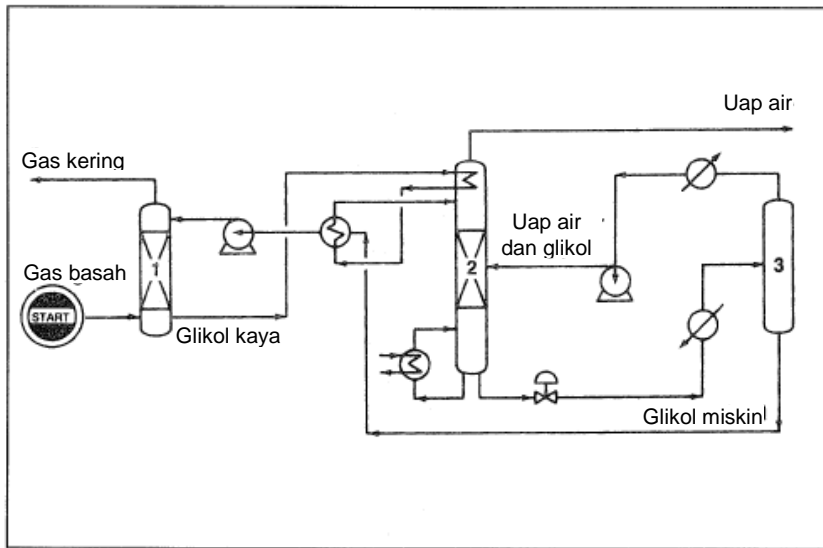 Uap air
Gas kering
Uap air
dan glikol
1
2
3
Gas basah
START
Glikol kaya
Glikol miskin